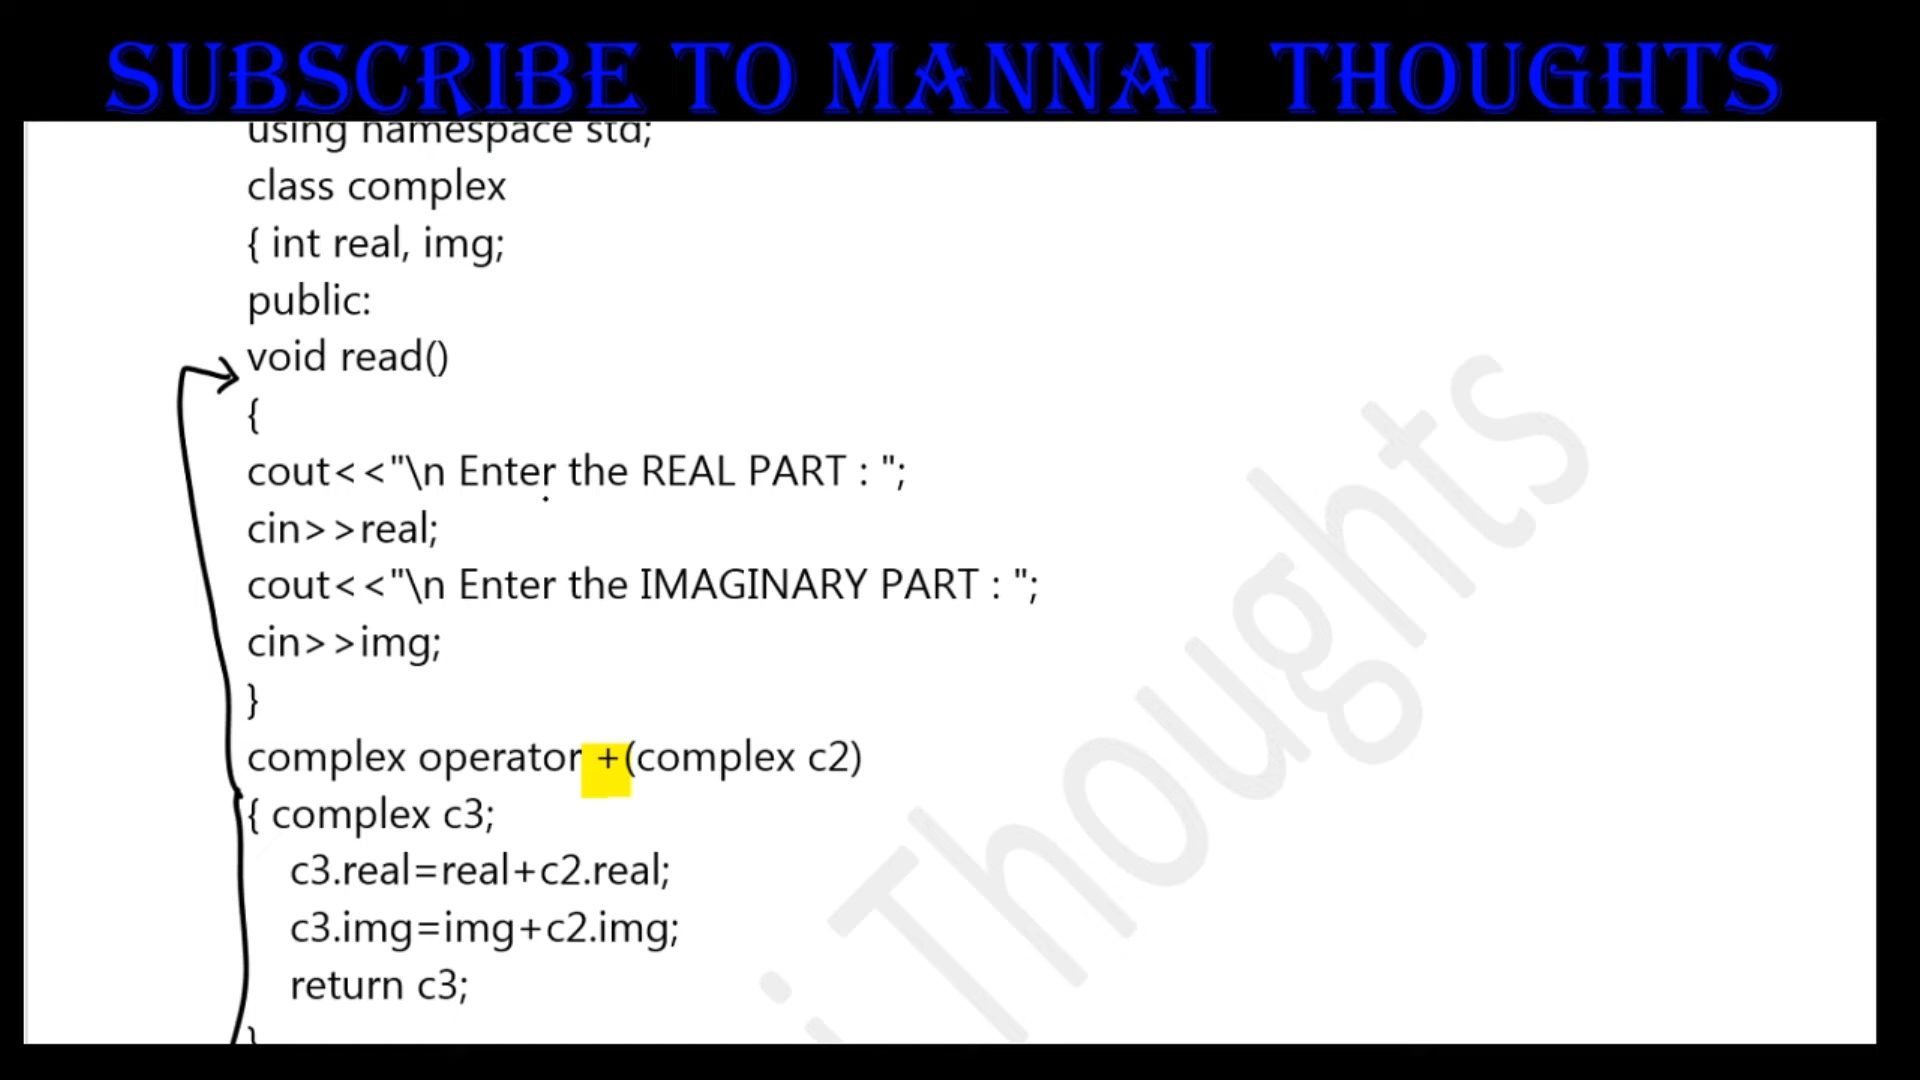 SUBSCRIBE TO MANNAI THOUGHTS
using namespace std;
class complex
{ int real, img;
public:
void read()
{
cout<<"\n Enter the REAL PART : ";
cin>>real;
cout<<"\n Enter the IMAGINARY PART : ";
cin>>img;
}
complex operator +(complex c2)
{ complex c3;
c3.real=real+c2.real;
c3.img=img+c2.img;
return c3;
}
i Thoughts